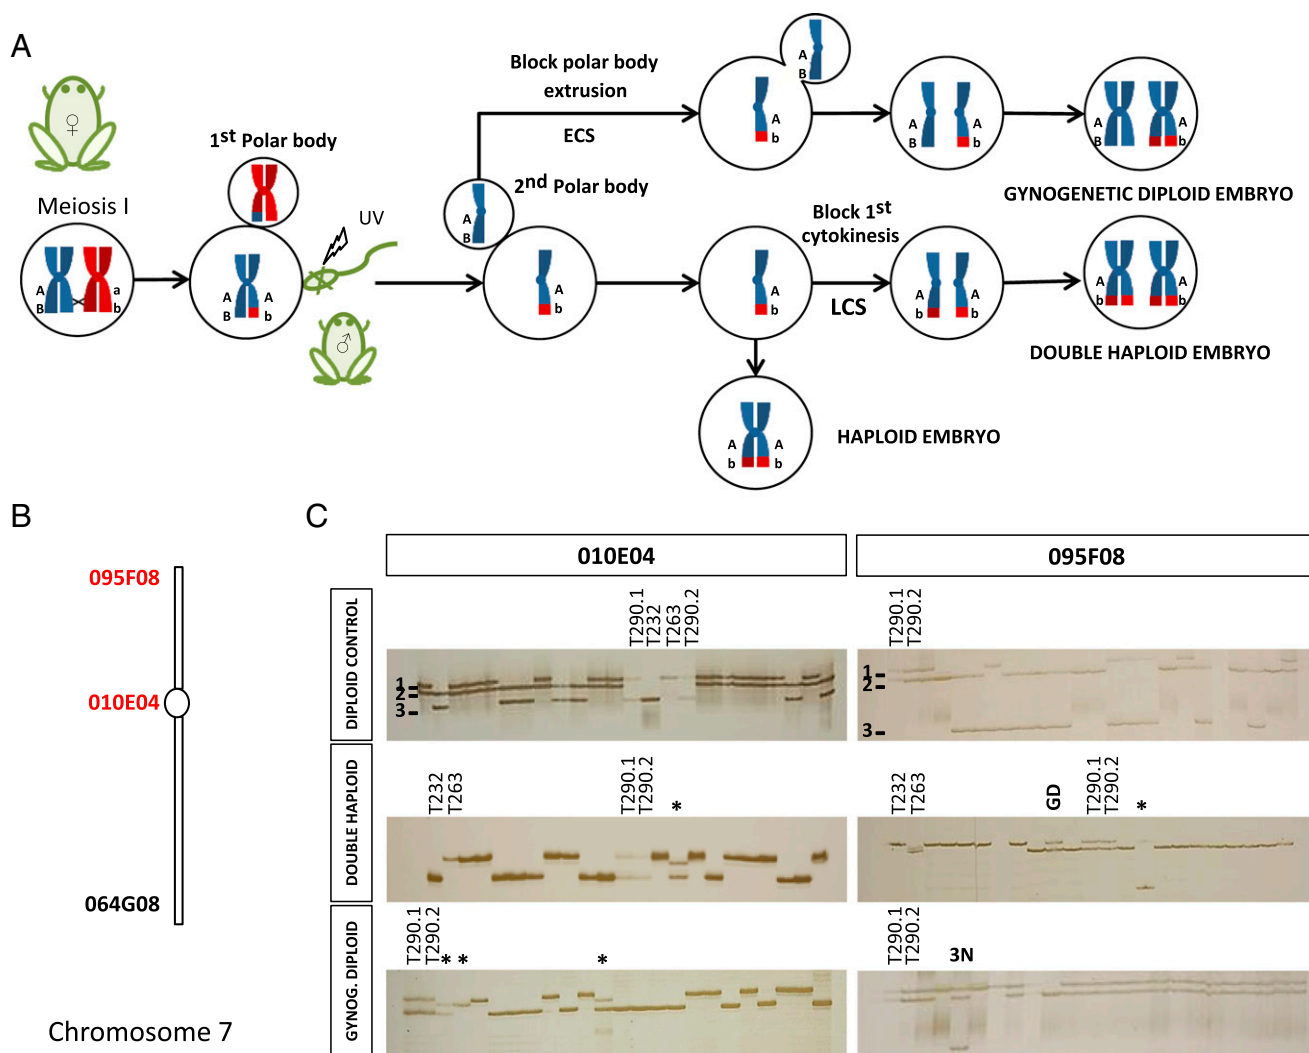 A
♀
Meiosis I
A
B
a
b
1st Polar body
A
B
A
b
UV
♂
A
B
2nd Polar body
A
b
Block polar body
extrusion
ECS
A
B
A
b
A
B
A
b
A
B
A
b
GYNOGENETIC DIPLOID EMBRYO
A
b
Block 1st
cytokinesis
LCS
A
b
A
b
A
b
A
b
DOUBLE HAPLOID EMBRYO
A
b
A
b
HAPLOID EMBRYO
B
095F08
010E04
064G08
Chromosome 7
C
010E04
095F08
DIPLOID CONTROL
T290.1
T232
T263
T290.2
1
2
3
T290.1
T290.2
1
2
3
DOUBLE HAPLOID
T232
T263
T290.1
T290.2
*
T232
T263
GD
T290.1
T290.2
*
GYNOG. DIPLOID
T290.1
T290.2
*
*
*
T290.1
T290.2
3N